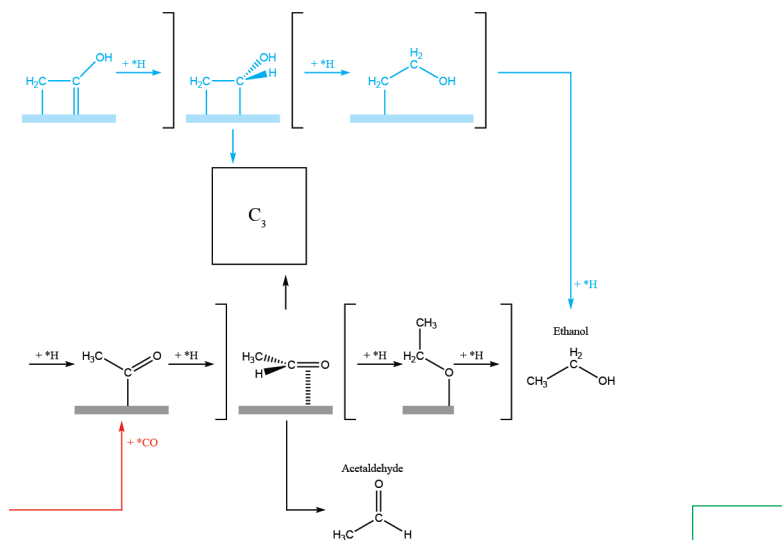 OH
H₂C
C
+ *H
OH
H₂C
C
H
+ *H
H₂
C
H₂C
OH
C₃
+ *H
Ethanol
H₂
C
CH₃
OH
+ *H
H₃C
O
C
+ *H
H₃C
H
C
O
+ *H
CH₃
H₂C
O
+ *H
+ *CO
Acetaldehyde
O
C
H₃C
H